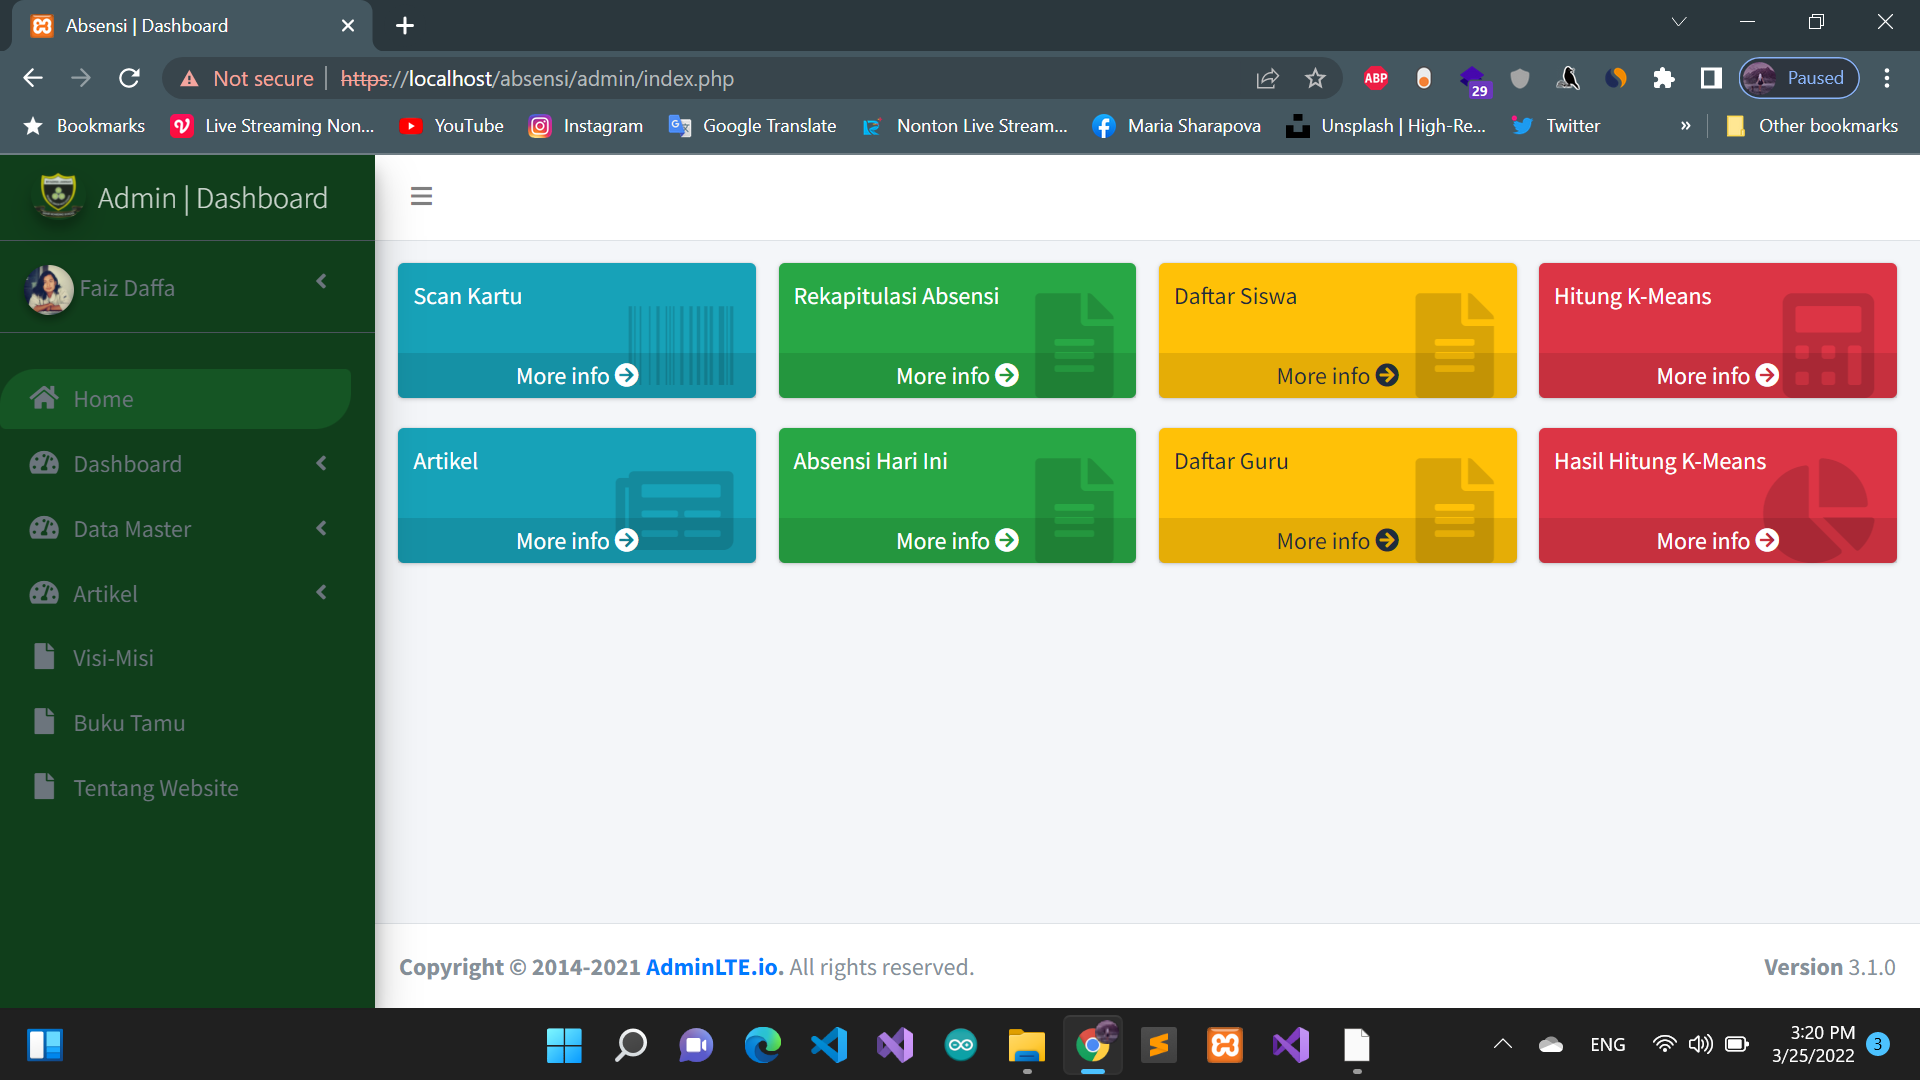 Absensi | Dashboard
Not secure | https://localhost/absensi/admin/index.php
ABP
29
Paused
Bookmarks
Live Streaming Non...
YouTube
Instagram
Google Translate
Nonton Live Stream...
Maria Sharapova
Unsplash | High-Re...
Twitter
»
Other bookmarks
Admin | Dashboard
Faiz Daffa
Home
Dashboard
Data Master
Artikel
Visi-Misi
Buku Tamu
Tentang Website
Scan Kartu
More info
Rekapitulasi Absensi
More info
Daftar Siswa
More info
Hitung K-Means
More info
Artikel
More info
Absensi Hari Ini
More info
Daftar Guru
More info
Hasil Hitung K-Means
More info
Copyright © 2014-2021 AdminLTE.io. All rights reserved.
Version 3.1.0
ENG
3:20 PM
3/25/2022
3